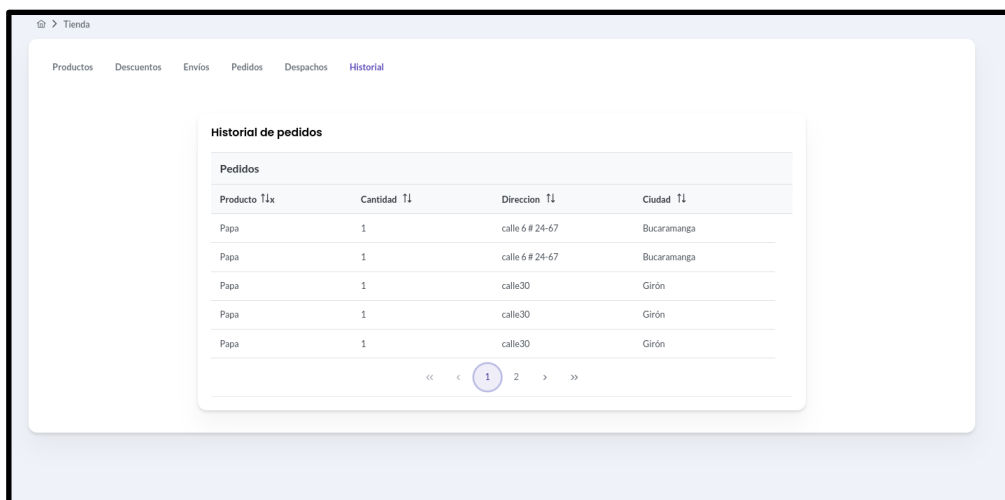 Tienda
Productos Descuentos Envíos Pedidos Despachos Historial
Historial de pedidos
Pedidos
Producto ↑↓x Cantidad ↑↓ Direccion ↑↓ Ciudad ↑↓
Papa 1 calle 6 # 24-67 Bucaramanga
Papa 1 calle 6 # 24-67 Bucaramanga
Papa 1 calle30 Girón
Papa 1 calle30 Girón
Papa 1 calle30 Girón
« ‹ 1 2 › »